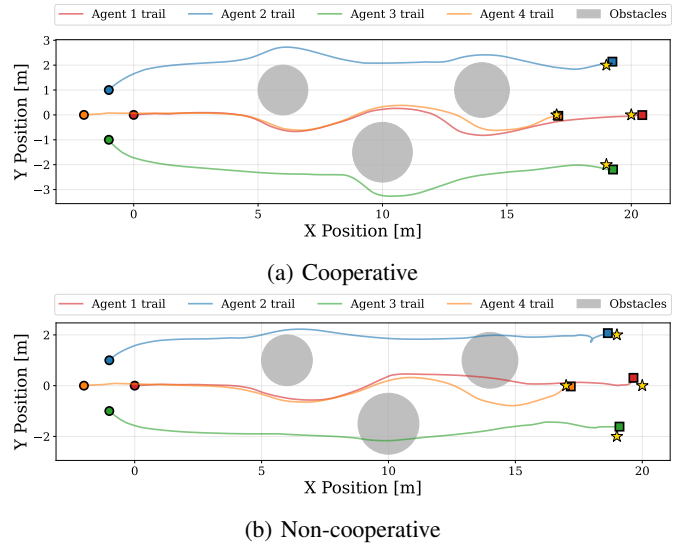 Agent 1 trail Agent 2 trail Agent 3 trail Agent 4 trail Obstacles
3
2
1
0
−1
−2
−3
Y Position [m]
0 5 10 15 20
X Position [m]
(a) Cooperative
Agent 1 trail Agent 2 trail Agent 3 trail Agent 4 trail Obstacles
2
0
−2
Y Position [m]
0 5 10 15 20
X Position [m]
(b) Non-cooperative